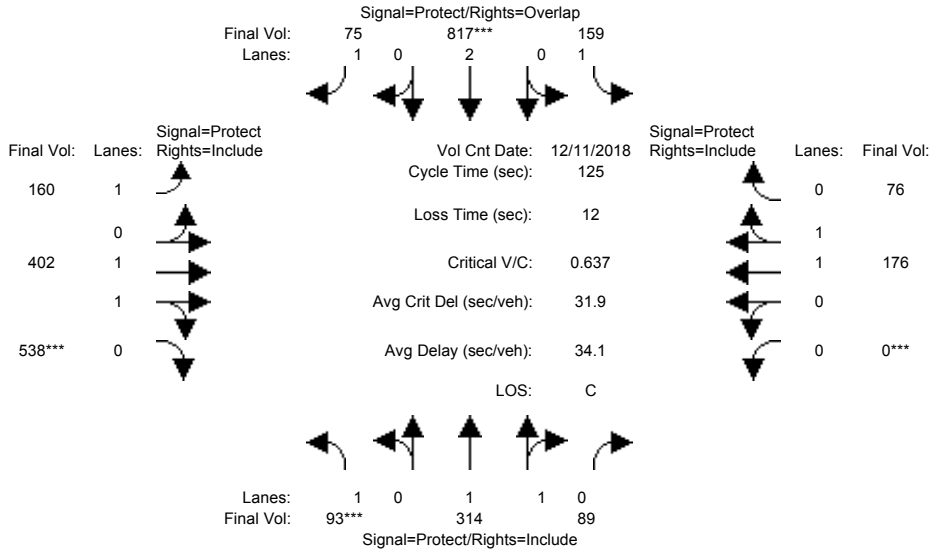 Signal=Protect/Rights=Overlap
Final Vol: 75 817*** 159
Lanes: 1 0 2 0 1
Signal=Protect Signal=Protect
Final Vol: Lanes: Rights=Include Vol Cnt Date: 12/11/2018 Rights=Include Lanes: Final Vol:
Cycle Time (sec): 125
160 1 0 76
Loss Time (sec): 12
0 1
402 1 Critical V/C: 0.637 1 176
1 Avg Crit Del (sec/veh): 31.9 0
538*** 0 Avg Delay (sec/veh): 34.1 0 0***
LOS: C
Lanes: 1 0 1 1 0
Final Vol: 93*** 314 89
Signal=Protect/Rights=Include